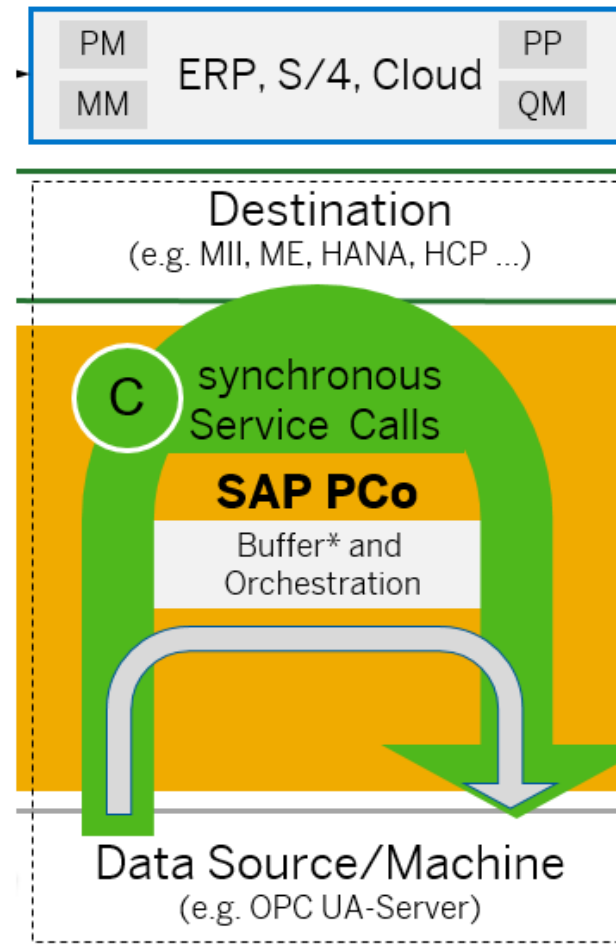 PM
PP
ERP, S/4, Cloud
MM
QM
Destination
(e.g. MII, ME, HANA, HCP ...)
C
synchronous
Service Calls
SAP PCo
Buffer* and
Orchestration
Data Source/Machine
(e.g. OPC UA-Server)